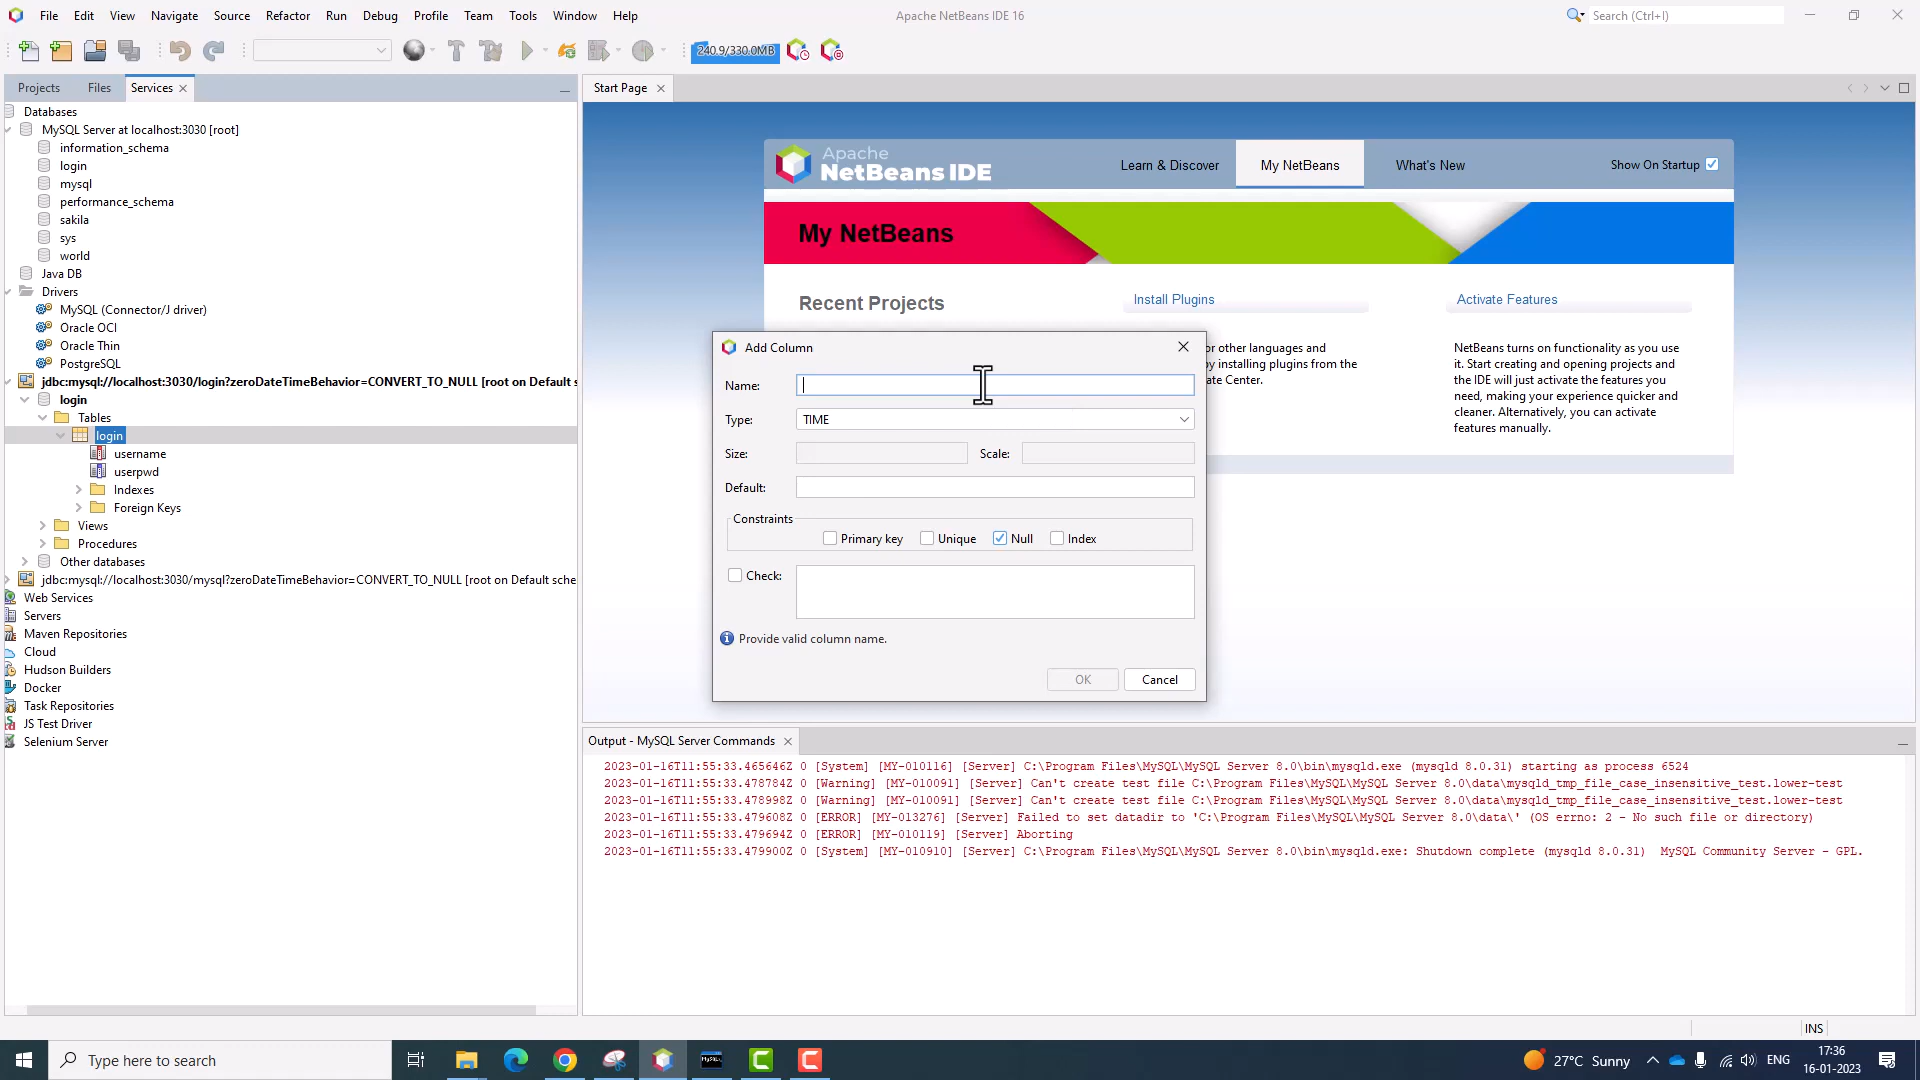 File Edit View Navigate Source Refactor Run Debug Profile Team Tools Window Help
Apache NetBeans IDE 16
Search (Ctrl+I)
240.9/330.0MB
Projects Files Services
Start Page
Databases
MySQL Server at localhost:3030 [root]
information_schema
login
mysql
performance_schema
sakila
sys
world
Java DB
Drivers
MySQL (Connector/J driver)
Oracle OCI
Oracle Thin
PostgreSQL
jdbc:mysql://localhost:3030/login?zeroDateTimeBehavior=CONVERT_TO_NULL [root on Default s
login
Tables
login
username
userpwd
Indexes
Foreign Keys
Views
Procedures
Other databases
jdbc:mysql://localhost:3030/mysql?zeroDateTimeBehavior=CONVERT_TO_NULL [root on Default sche
Web Services
Servers
Maven Repositories
Cloud
Hudson Builders
Docker
Task Repositories
JS Test Driver
Selenium Server
Apache
NetBeans IDE
Learn & Discover
My NetBeans
What's New
Show On Startup
My NetBeans
Recent Projects
Install Plugins
Activate Features
or other languages and
by installing plugins from the
ate Center.
NetBeans turns on functionality as you use
it. Start creating and opening projects and
the IDE will just activate the features you
need, making your experience quicker and
cleaner. Alternatively, you can activate
features manually.
Add Column
Name:
Type: TIME
Size: Scale:
Default:
Constraints
Primary key Unique Null Index
Check:
Provide valid column name.
OK Cancel
Output - MySQL Server Commands
2023-01-16T11:55:33.465646Z 0 [System] [MY-010116] [Server] C:\Program Files\MySQL\MySQL Server 8.0\bin\mysqld.exe (mysqld 8.0.31) starting as process 6524
2023-01-16T11:55:33.478784Z 0 [Warning] [MY-010091] [Server] Can't create test file C:\Program Files\MySQL\MySQL Server 8.0\data\mysqld_tmp_file_case_insensitive_test.lower-test
2023-01-16T11:55:33.478998Z 0 [Warning] [MY-010091] [Server] Can't create test file C:\Program Files\MySQL\MySQL Server 8.0\data\mysqld_tmp_file_case_insensitive_test.lower-test
2023-01-16T11:55:33.479608Z 0 [ERROR] [MY-013276] [Server] Failed to set datadir to 'C:\Program Files\MySQL\MySQL Server 8.0\data\' (OS errno: 2 - No such file or directory)
2023-01-16T11:55:33.479694Z 0 [ERROR] [MY-010119] [Server] Aborting
2023-01-16T11:55:33.479900Z 0 [System] [MY-010910] [Server] C:\Program Files\MySQL\MySQL Server 8.0\bin\mysqld.exe: Shutdown complete (mysqld 8.0.31)  MySQL Community Server - GPL.
INS
Type here to search
27°C Sunny
ENG
17:36
16-01-2023